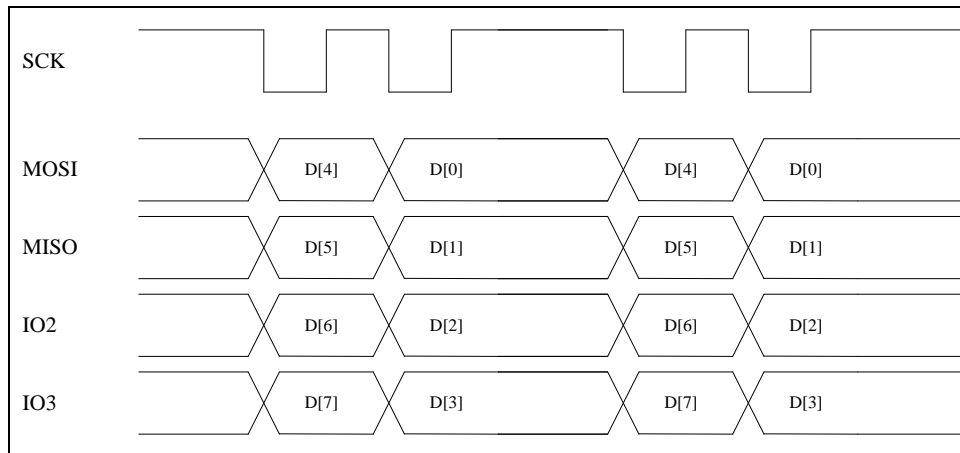 SCK
MOSI D[4] D[0] D[4] D[0]
MISO D[5] D[1] D[5] D[1]
IO2 D[6] D[2] D[6] D[2]
IO3 D[7] D[3] D[7] D[3]